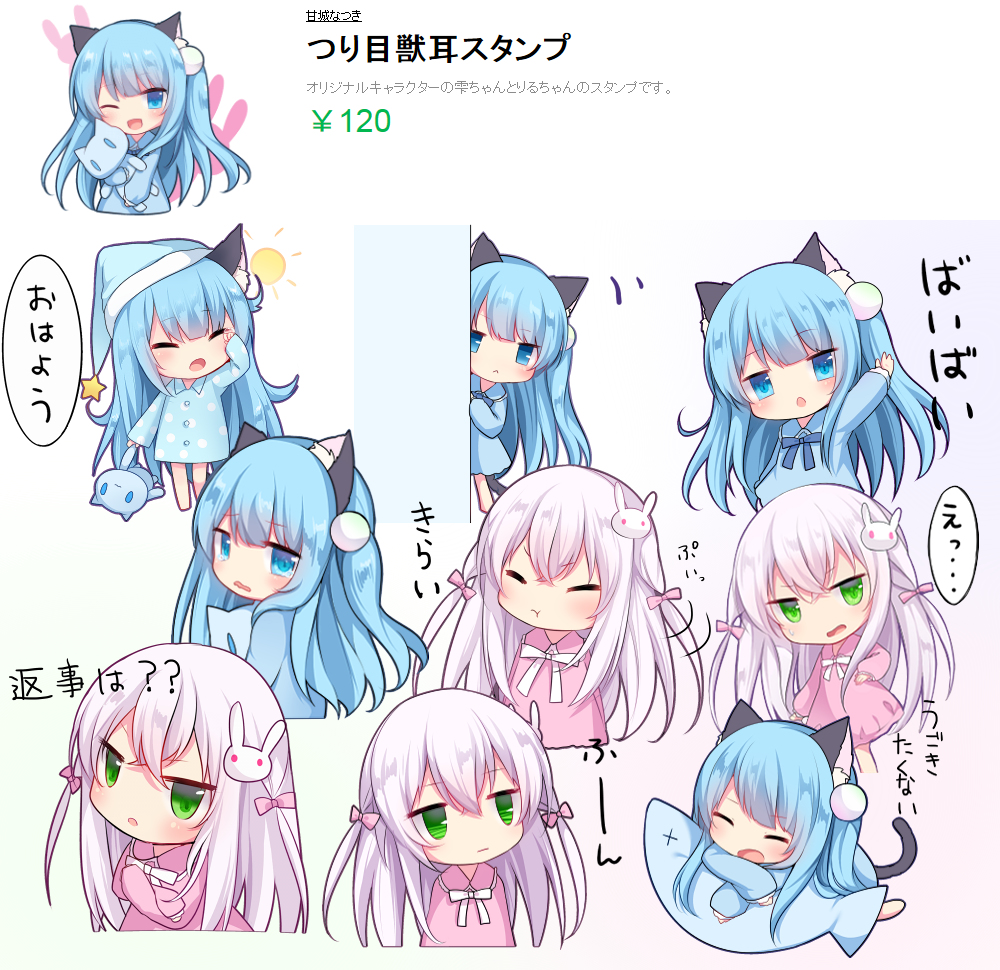 甘城なつき
つり目獣耳スタンプ
オリジナルキャラクターの雫ちゃんとりるちゃんのスタンプです。
￥120
おはよう
ばいばい
きらい
ぷいっ
えっ・・・
返事は??
ふーん
うごき
たくない